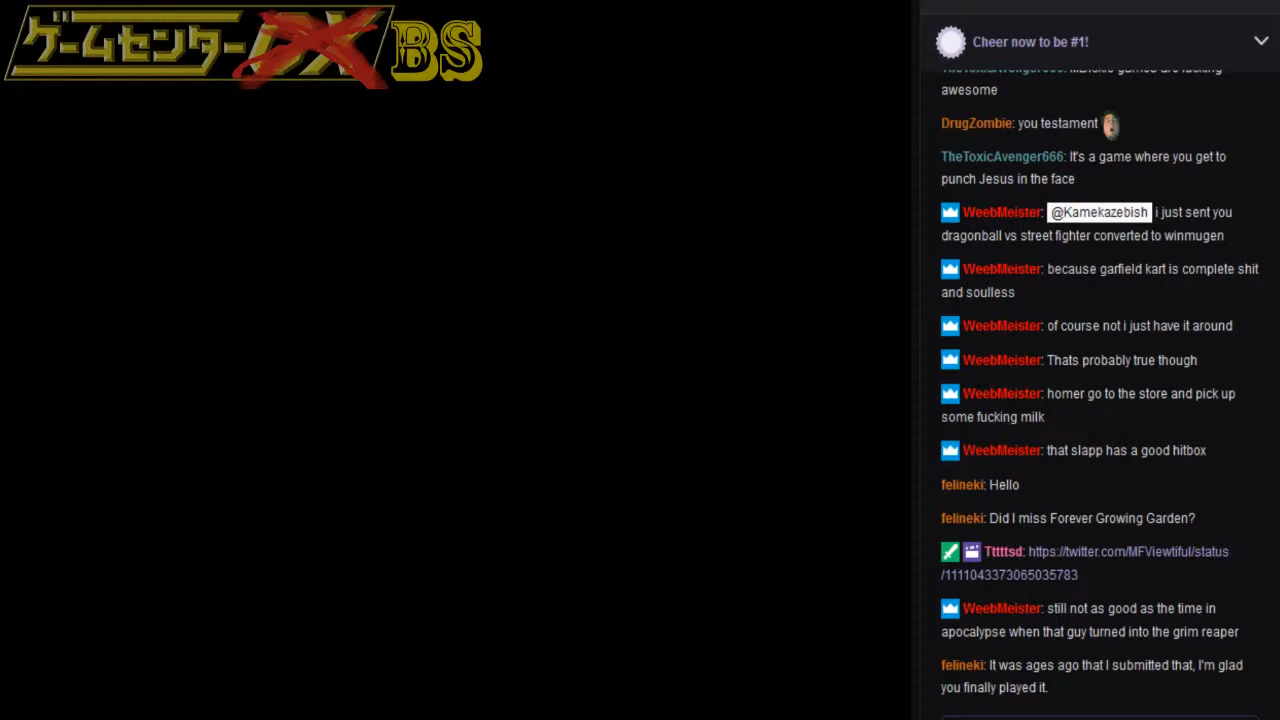 ゲームセンターDX BS
Cheer now to be #1!
TheToxicAvenger666: MDickie games are fucking
awesome
DrugZombie: you testament
TheToxicAvenger666: It's a game where you get to
punch Jesus in the face
WeebMeister: @Kamekazebish i just sent you
dragonball vs street fighter converted to winmugen
WeebMeister: because garfield kart is complete shit
and soulless
WeebMeister: of course not i just have it around
WeebMeister: Thats probably true though
WeebMeister: homer go to the store and pick up
some fucking milk
WeebMeister: that slapp has a good hitbox
felineki: Hello
felineki: Did I miss Forever Growing Garden?
Tttttsd: https://twitter.com/MFViewtiful/status
/1111043373065035783
WeebMeister: still not as good as the time in
apocalypse when that guy turned into the grim reaper
felineki: It was ages ago that I submitted that, I'm glad
you finally played it.